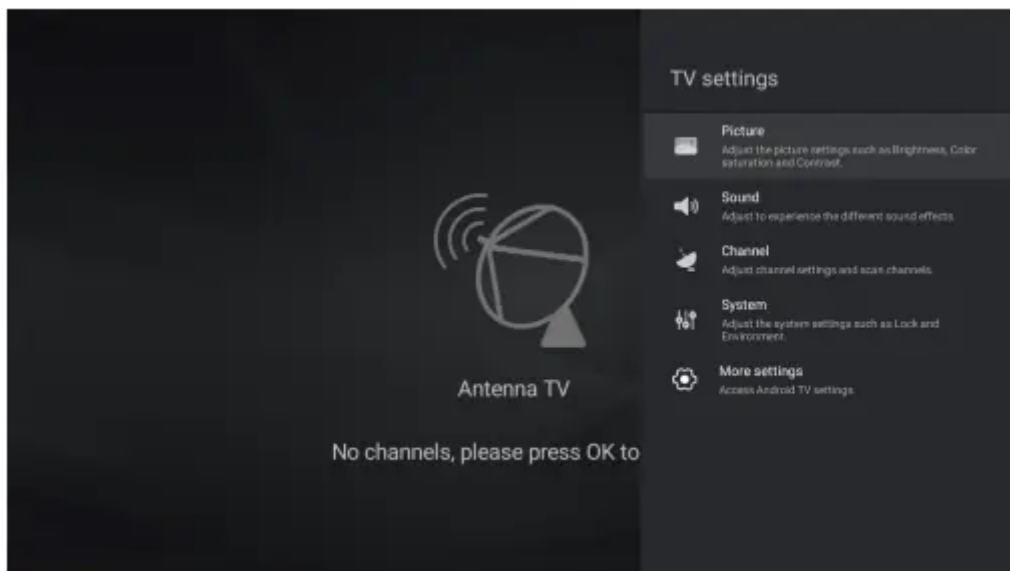 TV settings
Picture
Adjust the picture settings such as Brightness, Color
saturation and Contrast.
Sound
Adjust to experience the different sound effects.
Channel
Adjust channel settings and scan channels.
System
Adjust the system settings such as Lock and
Environment.
More settings
Access Android TV settings
Antenna TV
No channels, please press OK to